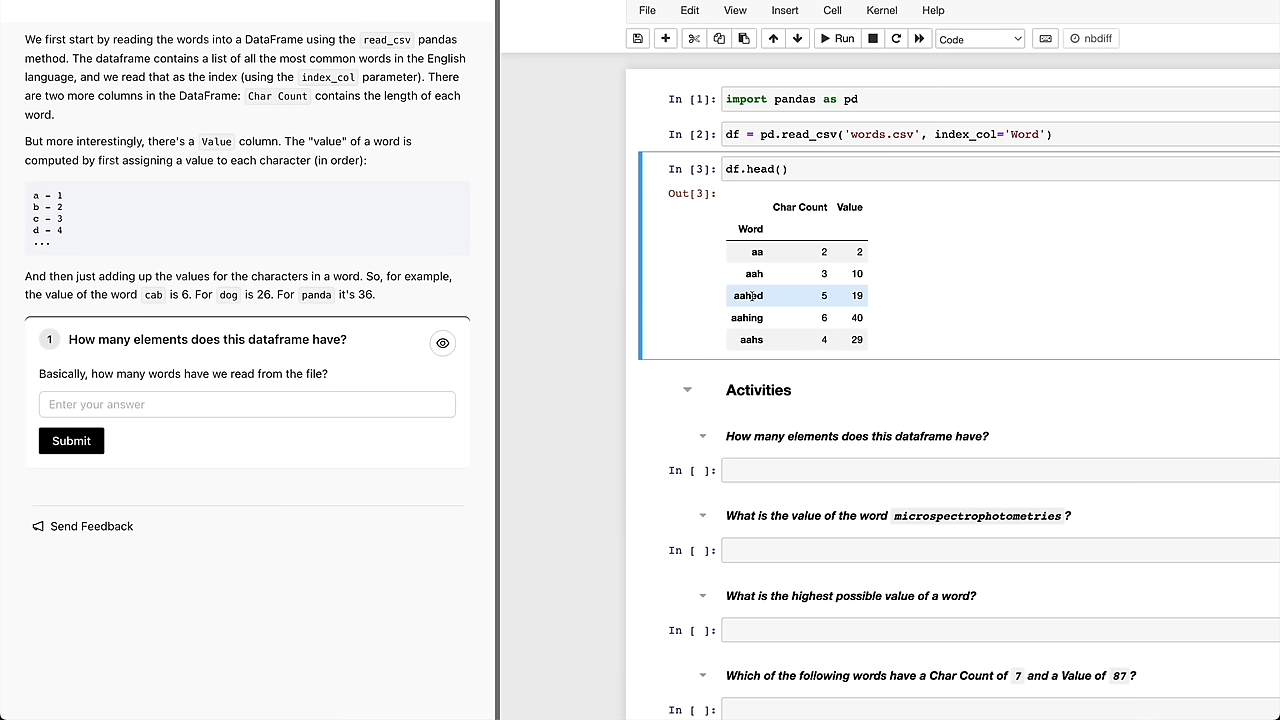 We first start by reading the words into a DataFrame using the read_csv pandas
method. The dataframe contains a list of all the most common words in the English
language, and we read that as the index (using the index_col parameter). There
are two more columns in the DataFrame: Char Count contains the length of each
word.
But more interestingly, there's a Value column. The "value" of a word is
computed by first assigning a value to each character (in order):
a - 1
b - 2
c - 3
d - 4
...
And then just adding up the values for the characters in a word. So, for example,
the value of the word cab is 6. For dog is 26. For panda it's 36.
1 How many elements does this dataframe have?
Basically, how many words have we read from the file?
Enter your answer
Submit
Send Feedback
File Edit View Insert Cell Kernel Help
Run Code nbdiff
In [1]: import pandas as pd
In [2]: df = pd.read_csv('words.csv', index_col='Word')
In [3]: df.head()
Out[3]:
Char Count Value
Word
aa 2 2
aah 3 10
aahed 5 19
aahing 6 40
aahs 4 29
Activities
How many elements does this dataframe have?
In [ ]:
What is the value of the word microspectrophotometries ?
In [ ]:
What is the highest possible value of a word?
In [ ]:
Which of the following words have a Char Count of 7 and a Value of 87 ?
In [ ]: